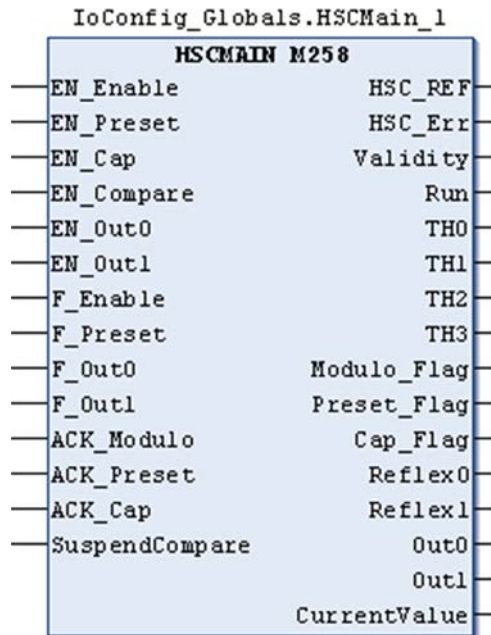 IoConfig_Globals.HSCMain_1
HSCMAIN M258
EN_Enable HSC_REF
EN_Preset HSC_Err
EN_Cap Validity
EN_Compare Run
EN_Out0 TH0
EN_Out1 TH1
F_Enable TH2
F_Preset TH3
F_Out0 Modulo_Flag
F_Out1 Preset_Flag
ACK_Modulo Cap_Flag
ACK_Preset Reflex0
ACK_Cap Reflex1
SuspendCompare Out0
Out1
CurrentValue